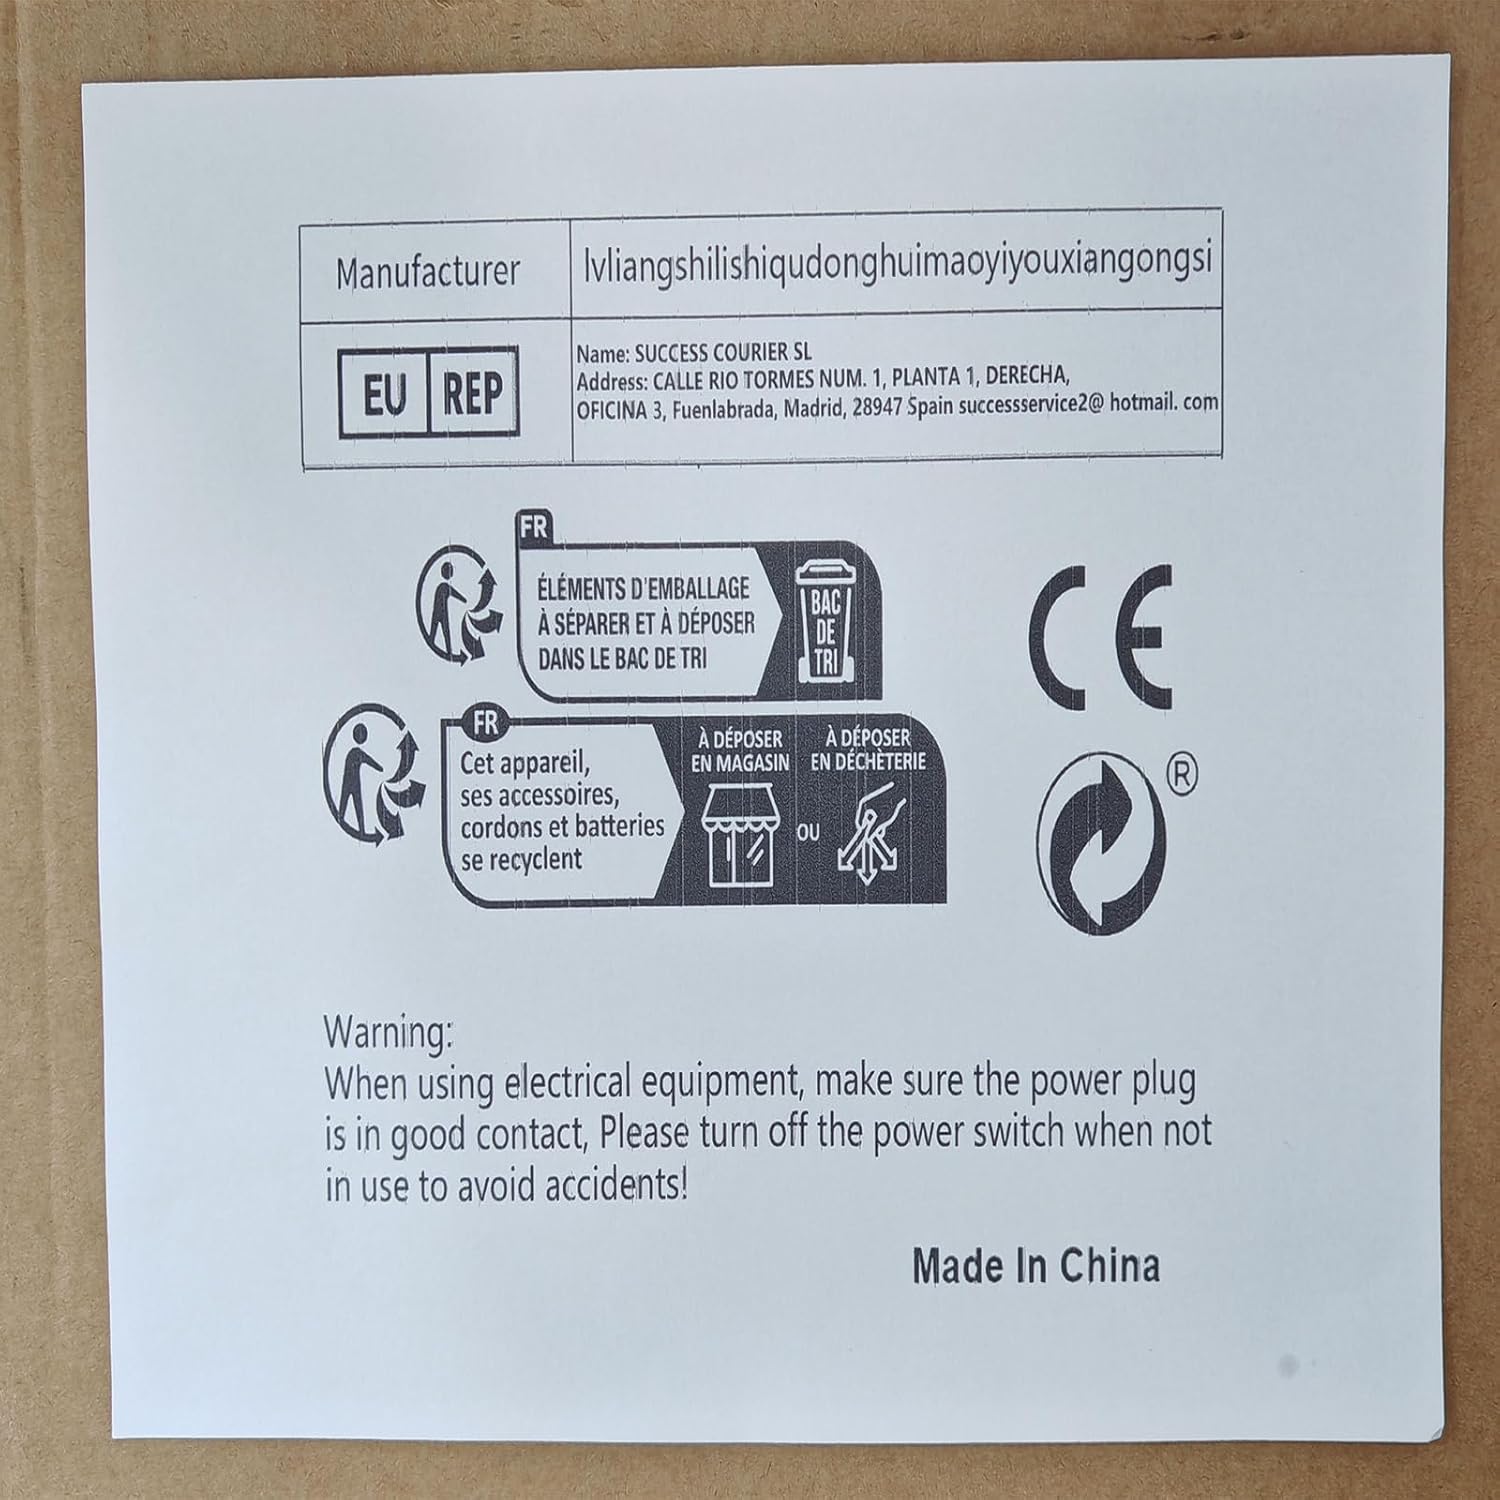 Manufacturer
lvliangshilishiqudonghuimaoyiyouxiangongsi
EU REP
Name: SUCCESS COURIER SL
Address: CALLE RIO TORMES NUM. 1, PLANTA 1, DERECHA,
OFICINA 3, Fuenlabrada, Madrid, 28947 Spain successservice2@ hotmail. com
FR
ÉLÉMENTS D'EMBALLAGE
À SÉPARER ET À DÉPOSER
DANS LE BAC DE TRI
BAC
DE
TRI
CE
FR
Cet appareil,
ses accessoires,
cordons et batteries
se recyclent
À DÉPOSER
EN MAGASIN
OU
À DÉPOSER
EN DÉCHÈTERIE
®
Warning:
When using electrical equipment, make sure the power plug
is in good contact, Please turn off the power switch when not
in use to avoid accidents!
Made In China